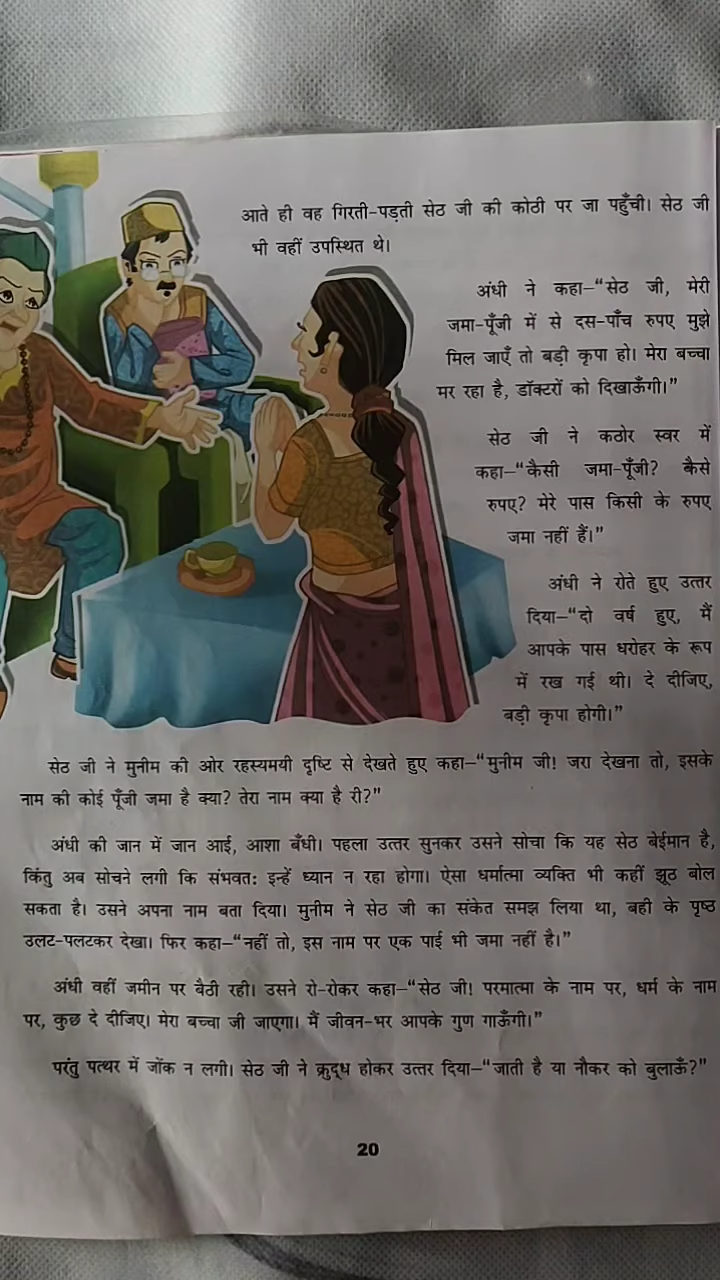 आते ही वह गिरती-पड़ती सेठ जी की कोठी पर जा पहुँची। सेठ जी
भी वहीं उपस्थित थे।
अंधी ने कहा–“सेठ जी, मेरी
जमा-पूँजी में से दस-पाँच रुपए मुझे
मिल जाएँ तो बड़ी कृपा हो। मेरा बच्चा
मर रहा है, डॉक्टरों को दिखाऊँगी।”
सेठ जी ने कठोर स्वर में
कहा–“कैसी जमा-पूँजी? कैसे
रुपए? मेरे पास किसी के रुपए
जमा नहीं हैं।”
अंधी ने रोते हुए उत्तर
दिया–“दो वर्ष हुए, मैं
आपके पास धरोहर के रूप
में रख गई थी। दे दीजिए,
बड़ी कृपा होगी।”
सेठ जी ने मुनीम की ओर रहस्यमयी दृष्टि से देखते हुए कहा–“मुनीम जी! जरा देखना तो, इसके
नाम की कोई पूँजी जमा है क्या? तेरा नाम क्या है री?”
अंधी की जान में जान आई, आशा बँधी। पहला उत्तर सुनकर उसने सोचा कि यह सेठ बेईमान है,
किंतु अब सोचने लगी कि संभवतः इन्हें ध्यान न रहा होगा। ऐसा धर्मात्मा व्यक्ति भी कहीं झूठ बोल
सकता है। उसने अपना नाम बता दिया। मुनीम ने सेठ जी का संकेत समझ लिया था, बही के पृष्ठ
उलट-पलटकर देखा। फिर कहा–“नहीं तो, इस नाम पर एक पाई भी जमा नहीं है।”
अंधी वहीं जमीन पर बैठी रही। उसने रो-रोकर कहा–“सेठ जी! परमात्मा के नाम पर, धर्म के नाम
पर, कुछ दे दीजिए। मेरा बच्चा जी जाएगा। मैं जीवन-भर आपके गुण गाऊँगी।”
परंतु पत्थर में जोंक न लगी। सेठ जी ने क्रुद्ध होकर उत्तर दिया–“जाती है या नौकर को बुलाऊँ?”
20